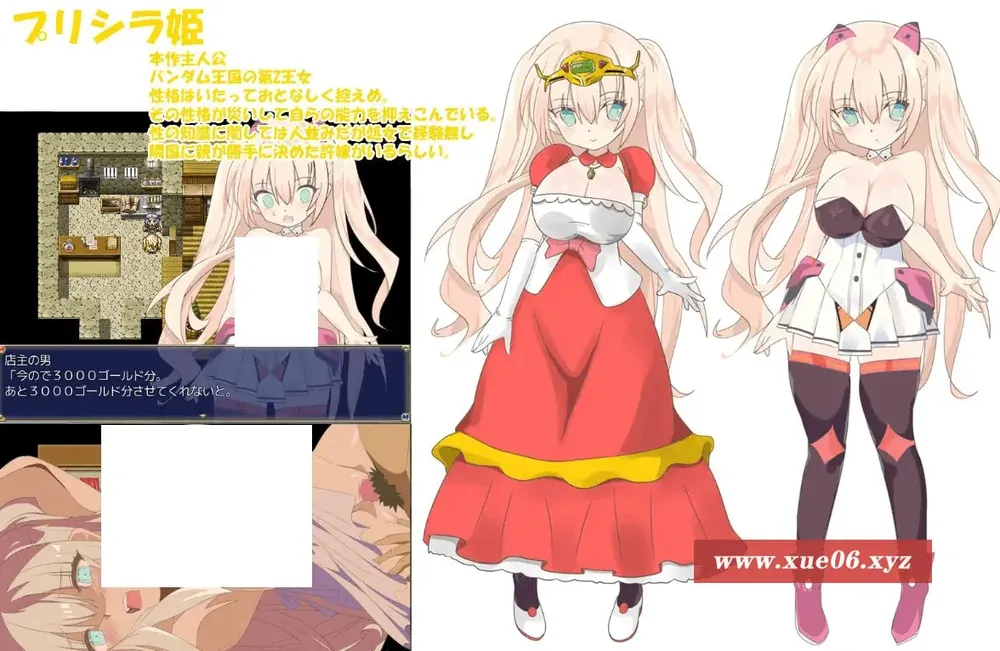 プリシラ姫
本作主人公
バンダム王国の第2王女
性格はいたっておとなしく控えめ。
その性格が災いして自らの能力を抑えこんでいる。
性の知識に関しては人並みだが処女で経験無し
隣国に親が勝手に決めた許嫁がいるらしい。
店主の男
「今ので3000ゴールド分。
あと3000ゴールド分させてくれないと。
www.xue06.xyz